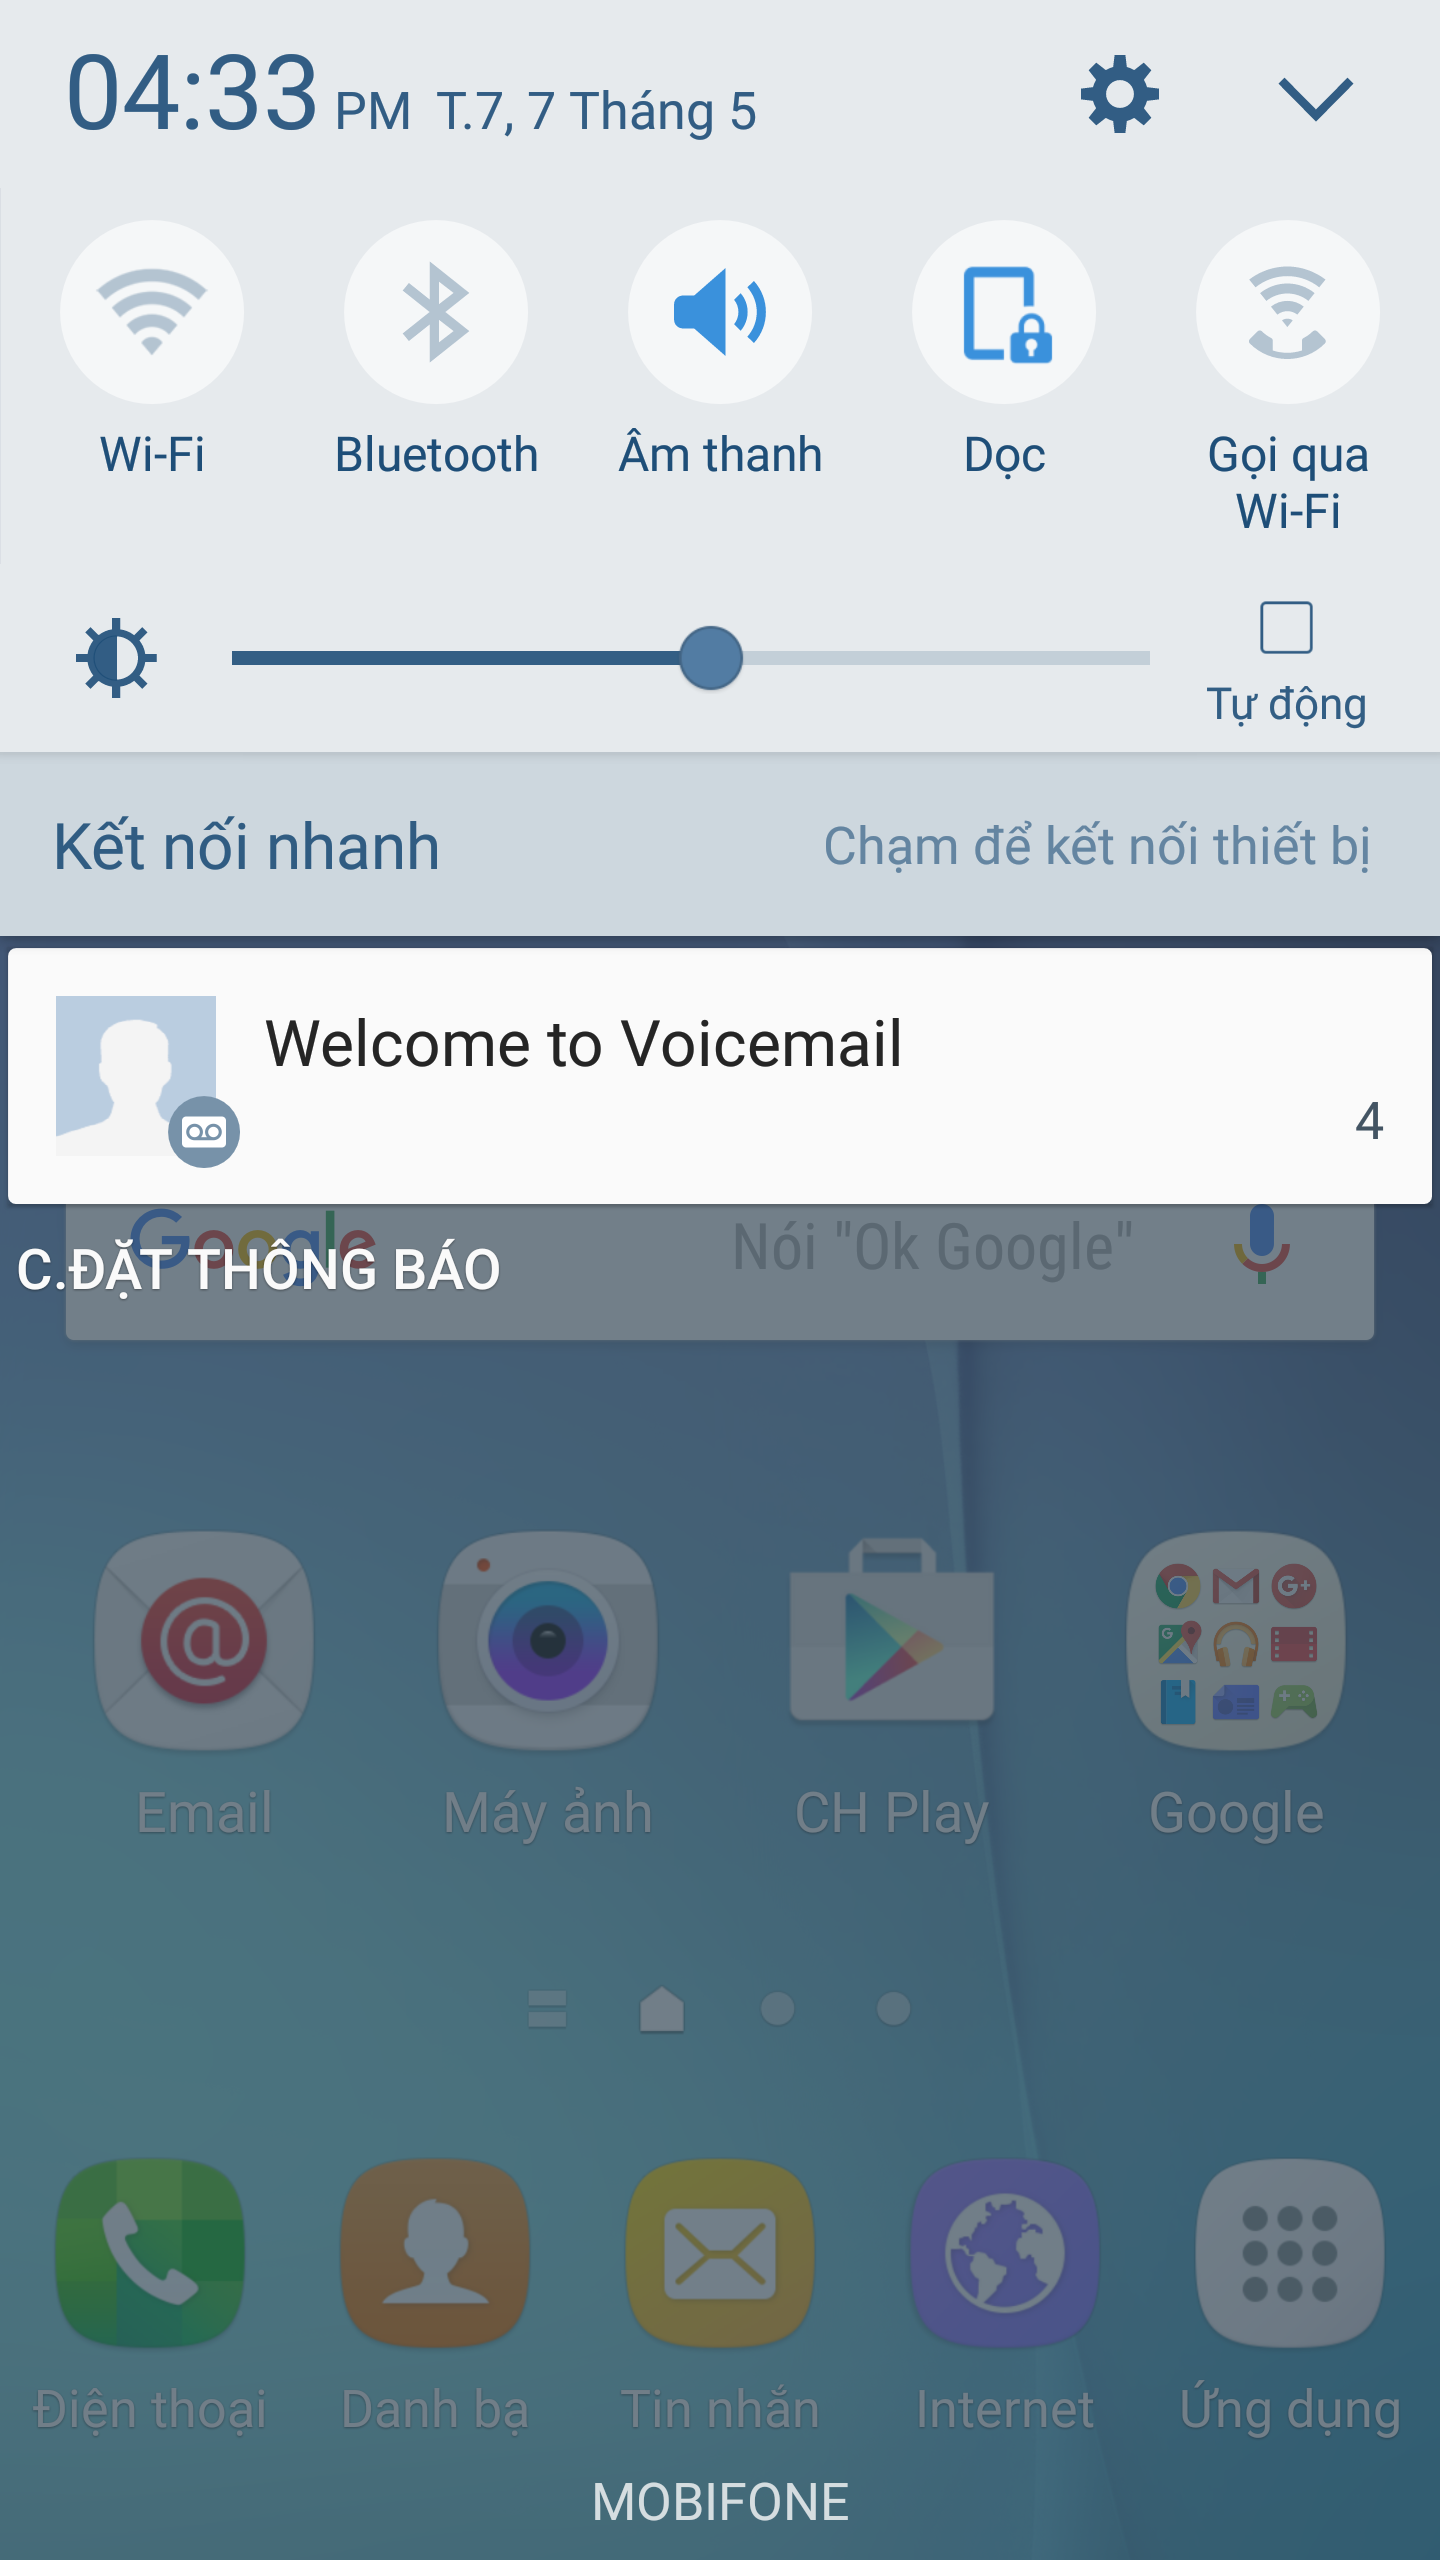 04:33 PM T.7, 7 Tháng 5
Wi-Fi
Bluetooth
Âm thanh
Dọc
Gọi qua
Wi-Fi
Tự động
Kết nối nhanh
Chạm để kết nối thiết bị
Welcome to Voicemail
4
Google
Nói "Ok Google"
C.ĐẶT THÔNG BÁO
Email
Máy ảnh
CH Play
Google
Điện thoại
Danh bạ
Tin nhắn
Internet
Ứng dụng
MOBIFONE